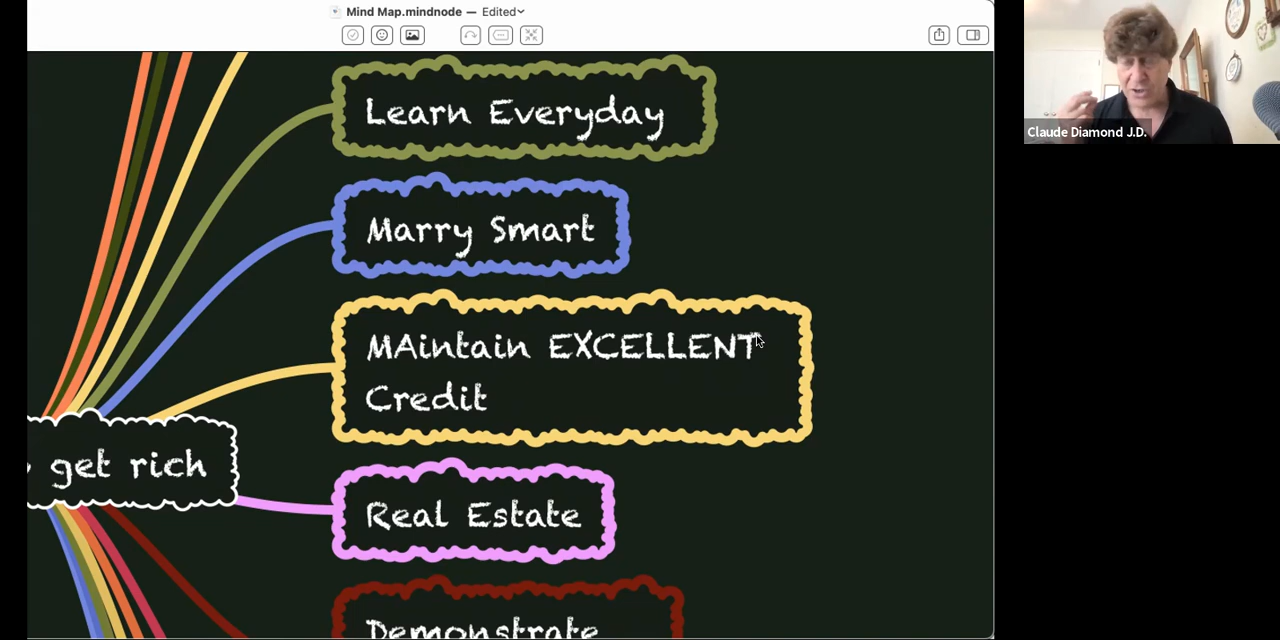 Mind Map.mindnode — Edited
Claude Diamond J.D.
Learn Everyday
Marry Smart
MAintain EXCELLENT
Credit
get rich
Real Estate
Demonstrate